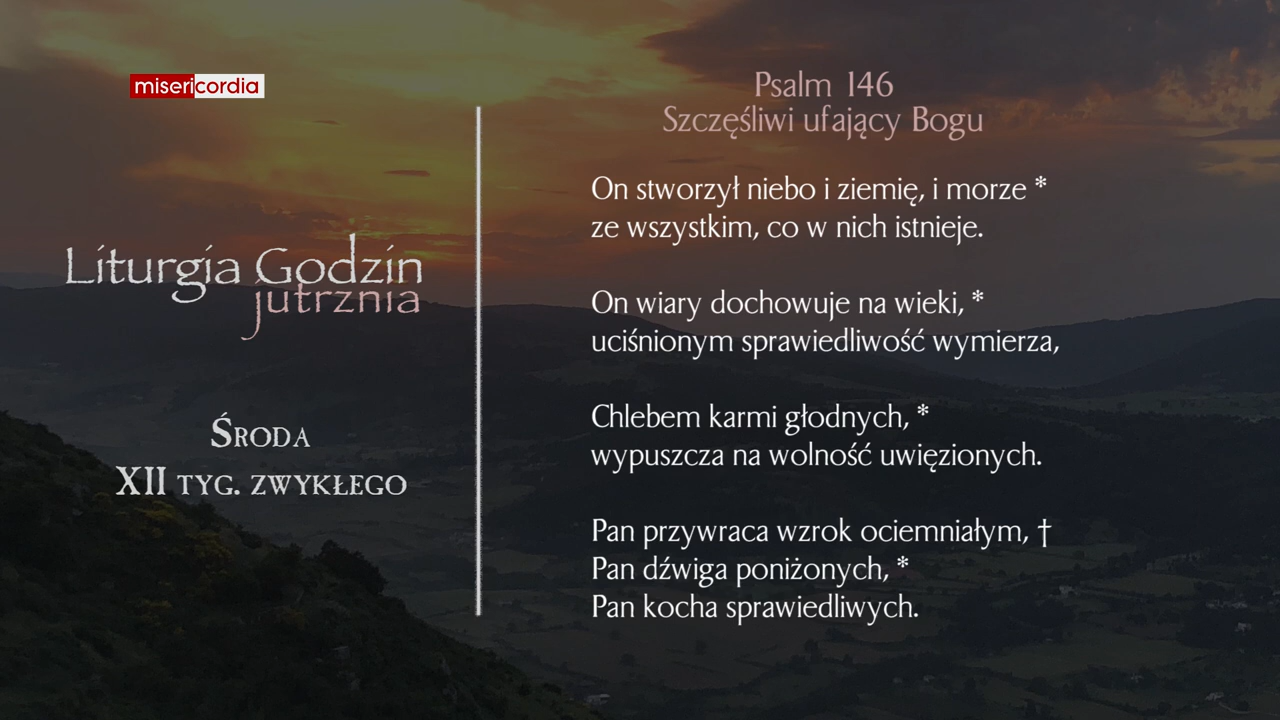 misericordia
Liturgia Godzin
jutrznia
Środa
XII tyg. zwykłego
Psalm 146
Szczęśliwi ufający Bogu
On stworzył niebo i ziemię, i morze *
ze wszystkim, co w nich istnieje.
On wiary dochowuje na wieki, *
uciśnionym sprawiedliwość wymierza,
Chlebem karmi głodnych, *
wypuszcza na wolność uwięzionych.
Pan przywraca wzrok ociemniałym, †
Pan dźwiga poniżonych, *
Pan kocha sprawiedliwych.